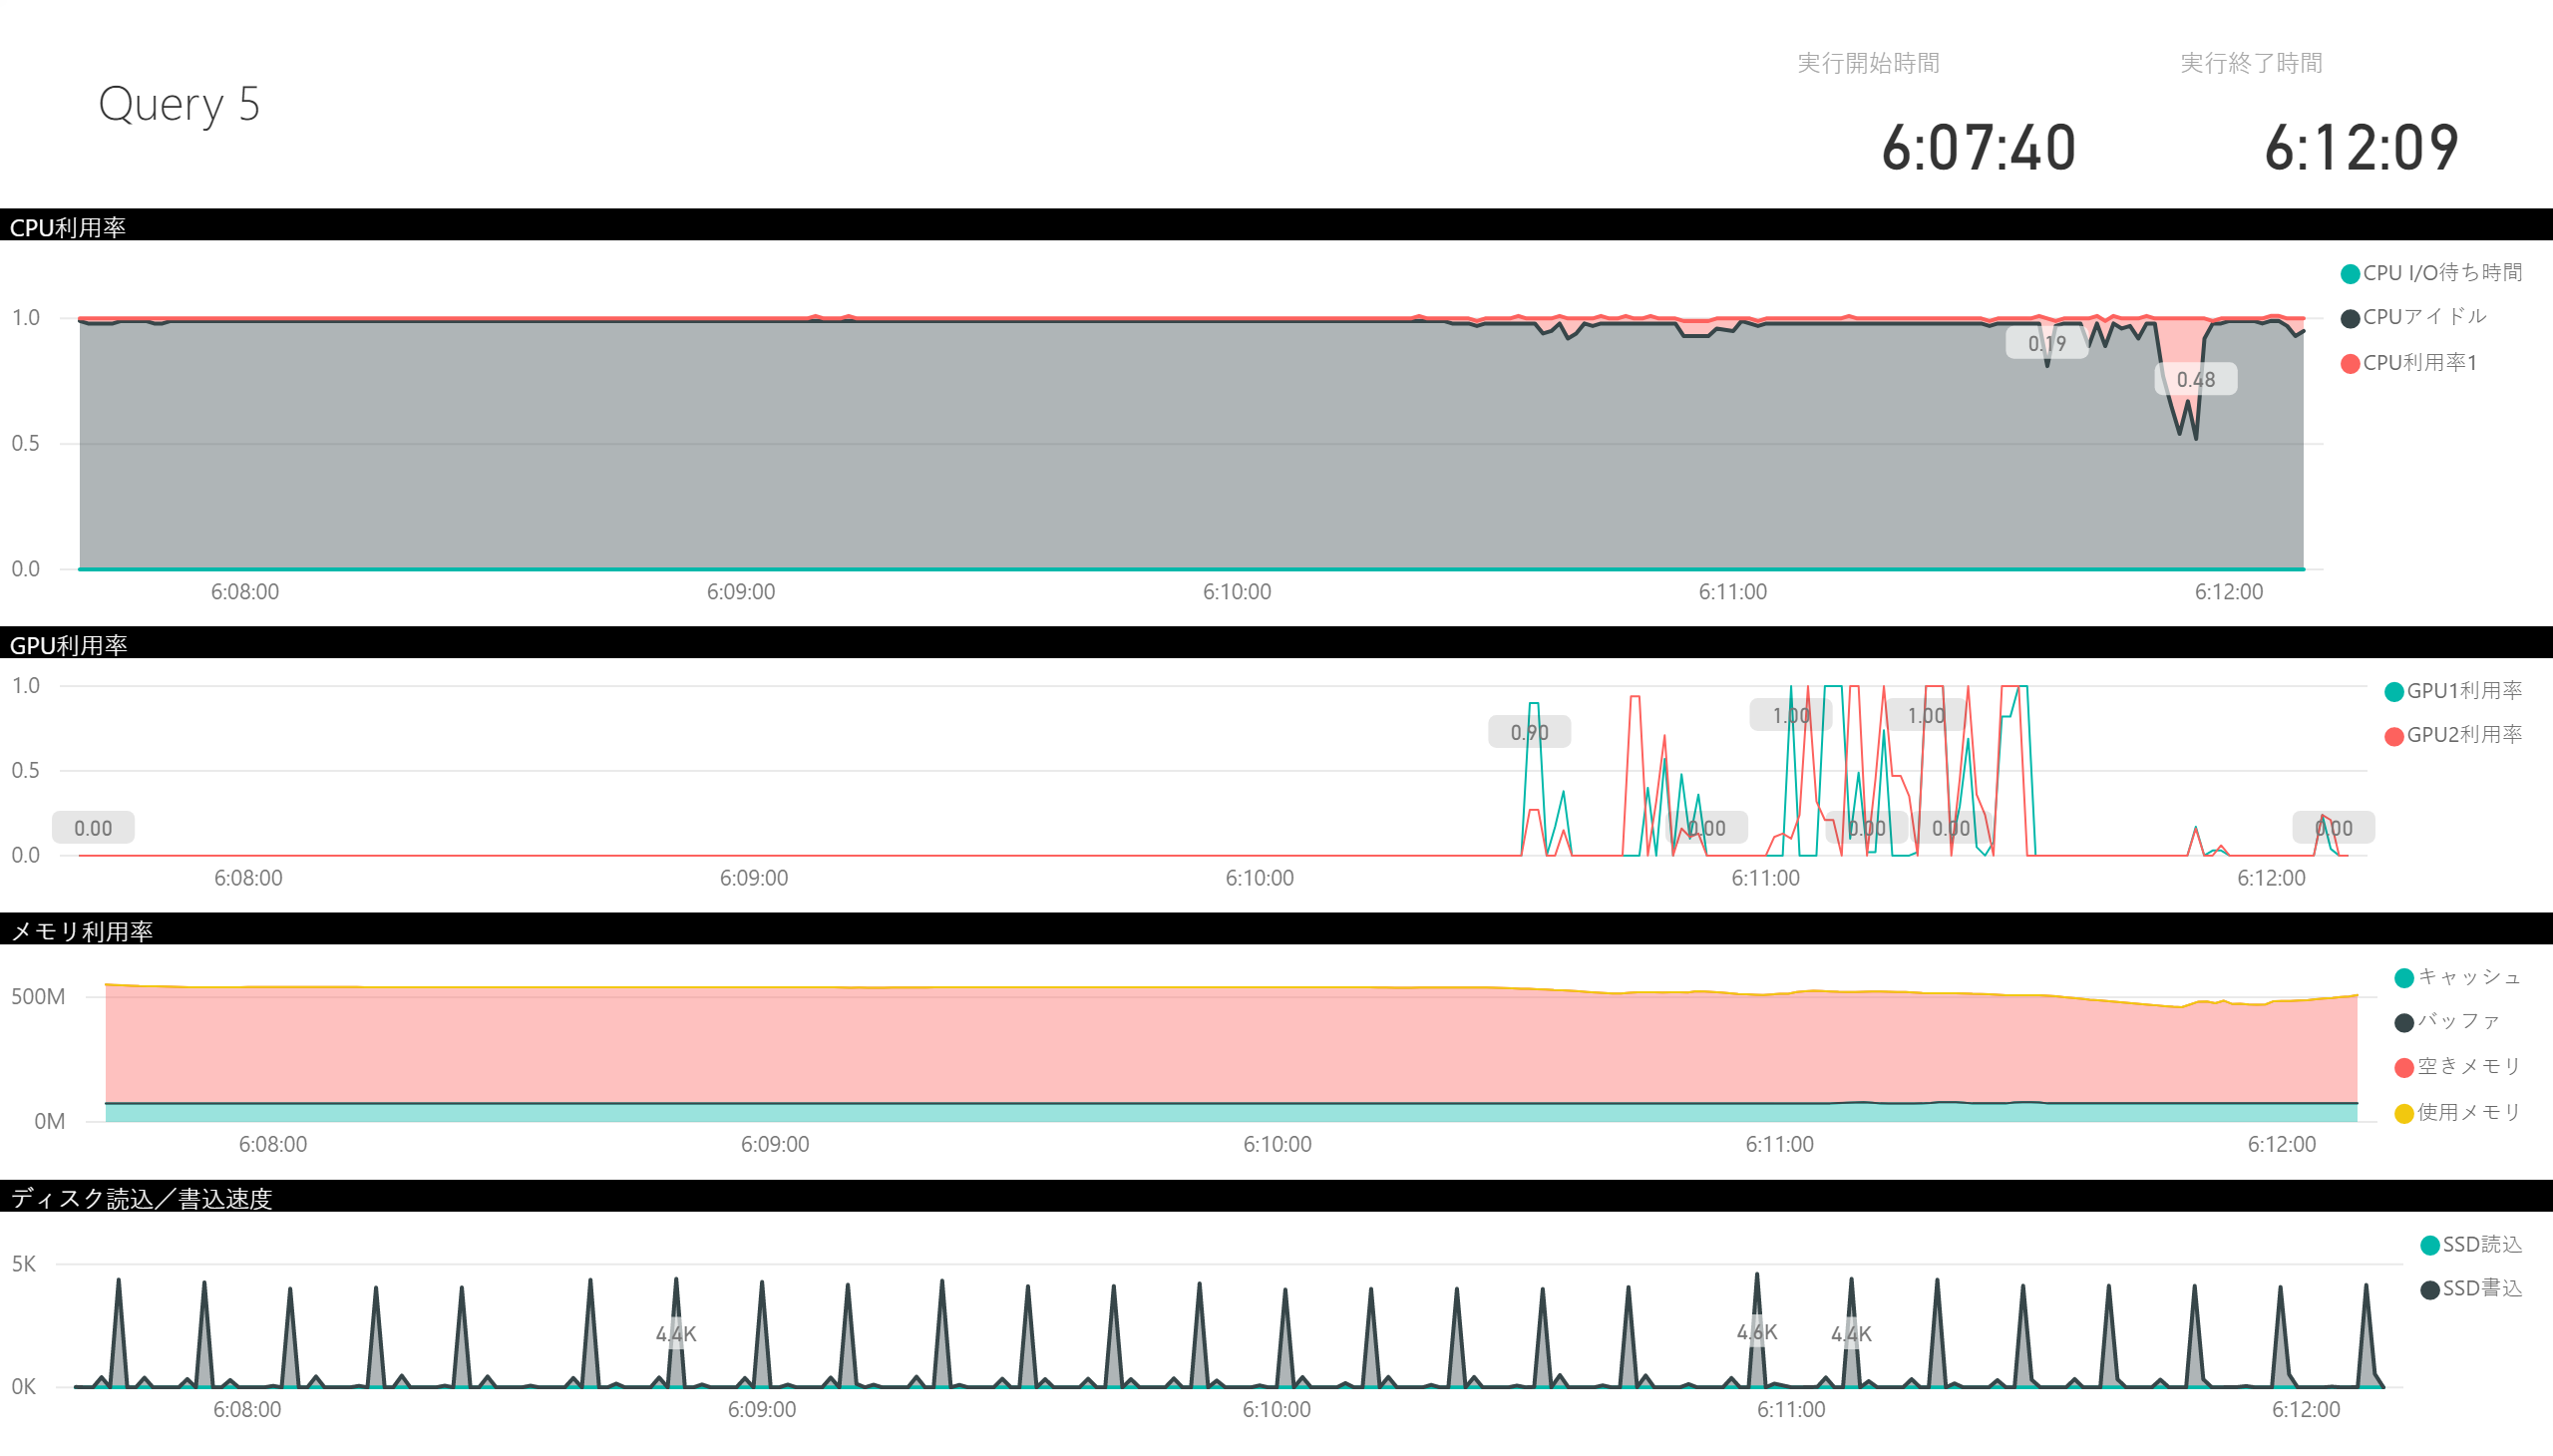 Query 5
実行開始時間
実行終了時間
6:07:40
6:12:09
CPU利用率
CPU I/O待ち時間
CPUアイドル
CPU利用率1
1.0
0.5
0.0
0.19
0.48
6:08:00 6:09:00 6:10:00 6:11:00 6:12:00
GPU利用率
GPU1利用率
GPU2利用率
1.0
0.5
0.0
0.90
1.00 1.00
0.00 0.00 0.00 0.00 0.00
6:08:00 6:09:00 6:10:00 6:11:00 6:12:00
メモリ利用率
キャッシュ
バッファ
空きメモリ
使用メモリ
500M
0M
6:08:00 6:09:00 6:10:00 6:11:00 6:12:00
ディスク読込／書込速度
SSD読込
SSD書込
5K
0K
4.4K 4.6K 4.4K
6:08:00 6:09:00 6:10:00 6:11:00 6:12:00